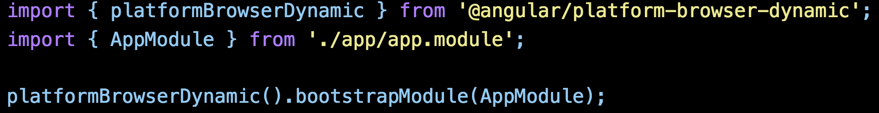 import { platformBrowserDynamic } from '@angular/platform-browser-dynamic';
import { AppModule } from './app/app.module';
platformBrowserDynamic().bootstrapModule(AppModule);